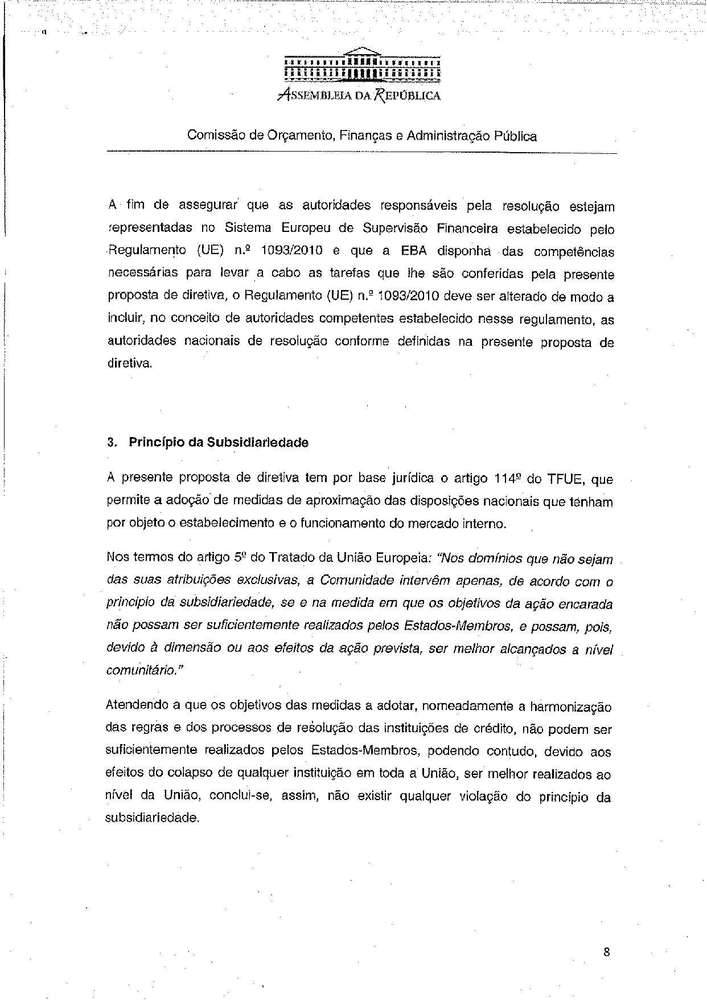 ASSEMBLEIA DA REPÚBLICA
Comissão de Orçamento, Finanças e Administração Pública
A fim de assegurar que as autoridades responsáveis pela resolução estejam
representadas no Sistema Europeu de Supervisão Financeira estabelecido pelo
Regulamento (UE) n.º 1093/2010 e que a EBA disponha das competências
necessárias para levar a cabo as tarefas que lhe são conferidas pela presente
proposta de diretiva, o Regulamento (UE) n.º 1093/2010 deve ser alterado de modo a
incluir, no conceito de autoridades competentes estabelecido nesse regulamento, as
autoridades nacionais de resolução conforme definidas na presente proposta de
diretiva.
3. Princípio da Subsidiariedade
A presente proposta de diretiva tem por base jurídica o artigo 114º do TFUE, que
permite a adoção de medidas de aproximação das disposições nacionais que tenham
por objeto o estabelecimento e o funcionamento do mercado interno.
Nos termos do artigo 5º do Tratado da União Europeia: "Nos domínios que não sejam
das suas atribuições exclusivas, a Comunidade intervêm apenas, de acordo com o
principio da subsidiariedade, se e na medida em que os objetivos da ação encarada
não possam ser suficientemente realizados pelos Estados-Membros, e possam, pois,
devido à dimensão ou aos efeitos da ação prevista, ser melhor alcançados a nível
comunitário."
Atendendo a que os objetivos das medidas a adotar, nomeadamente a harmonização
das regras e dos processos de resolução das instituições de crédito, não podem ser
suficientemente realizados pelos Estados-Membros, podendo contudo, devido aos
efeitos do colapso de qualquer instituição em toda a União, ser melhor realizados ao
nível da União, conclui-se, assim, não existir qualquer violação do principio da
subsidiariedade.
8